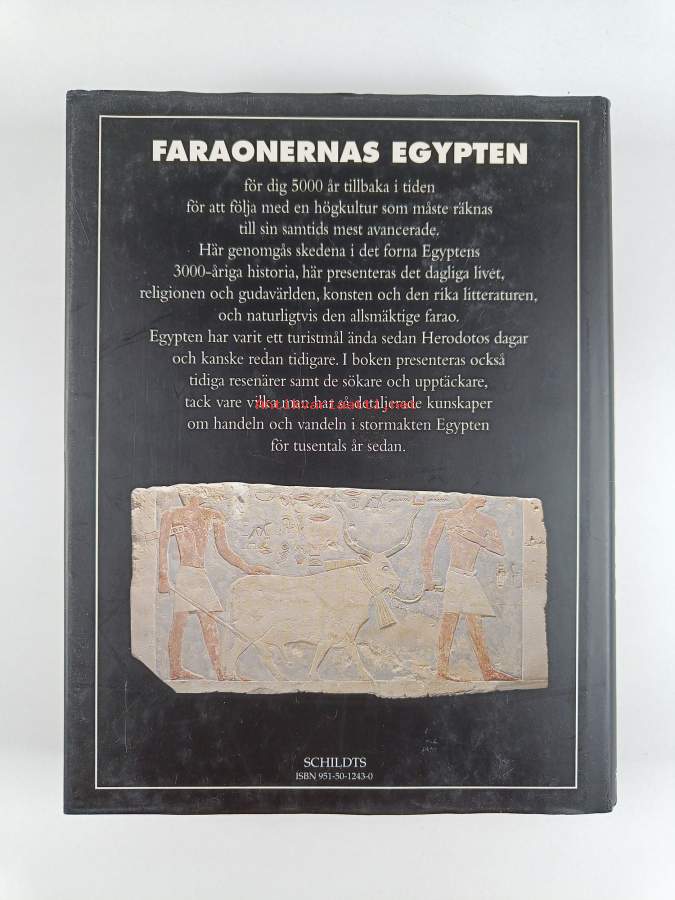 FARAONERNAS EGYPTEN
för dig 5000 år tillbaka i tiden
för att följa med en högkultur som måste räknas
till sin samtids mest avancerade.
Här genomgås skedena i det forna Egyptens
3000-åriga historia, här presenteras det dagliga livet,
religionen och gudavärlden, konsten och den rika litteraturen,
och naturligtvis den allsmäktige farao.
Egypten har varit ett turistmål ända sedan Herodotos dagar
och kanske redan tidigare. I boken presenteras också
tidiga resenärer samt de sökare och upptäckare,
tack vare vilka man har så detaljerade kunskaper
om handeln och vandeln i stormakten Egypten
för tusentals år sedan.
SCHILDTS
ISBN 951-50-1243-0